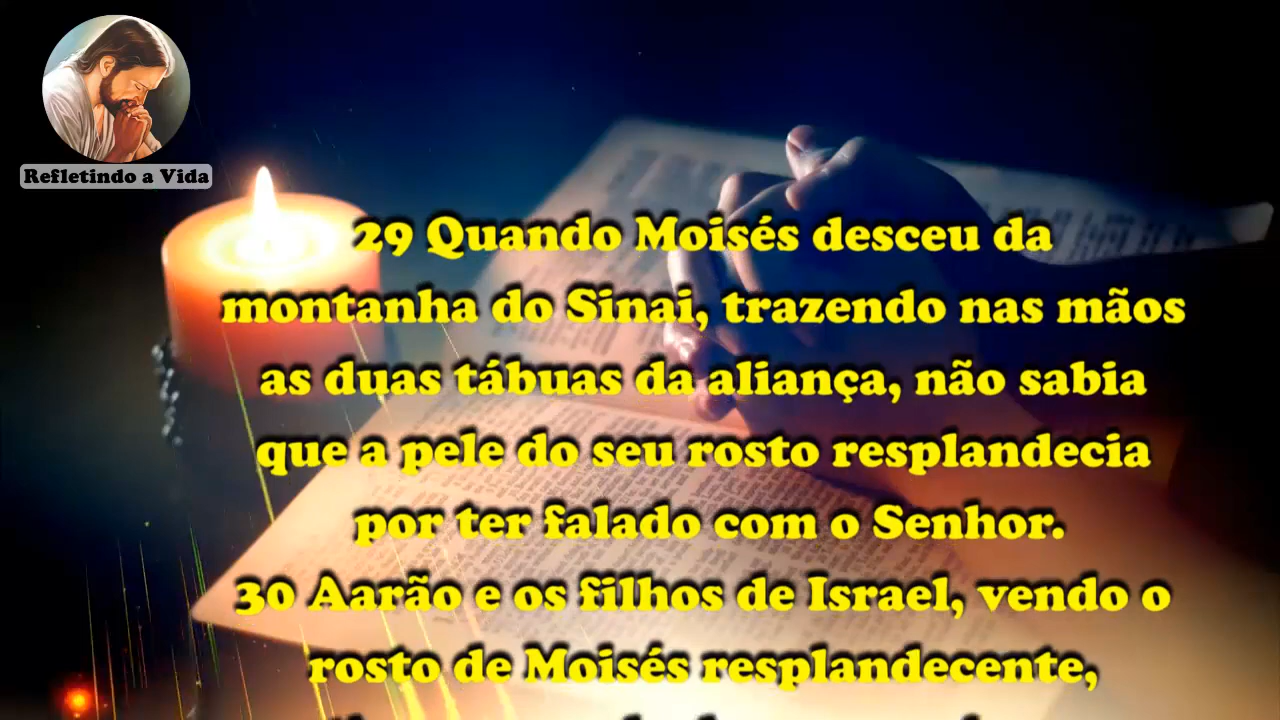 Refletindo a Vida
29 Quando Moisés desceu da
montanha do Sinai, trazendo nas mãos
as duas tábuas da aliança, não sabia
que a pele do seu rosto resplandecia
por ter falado com o Senhor.
30 Aarão e os filhos de Israel, vendo o
rosto de Moisés resplandecente,